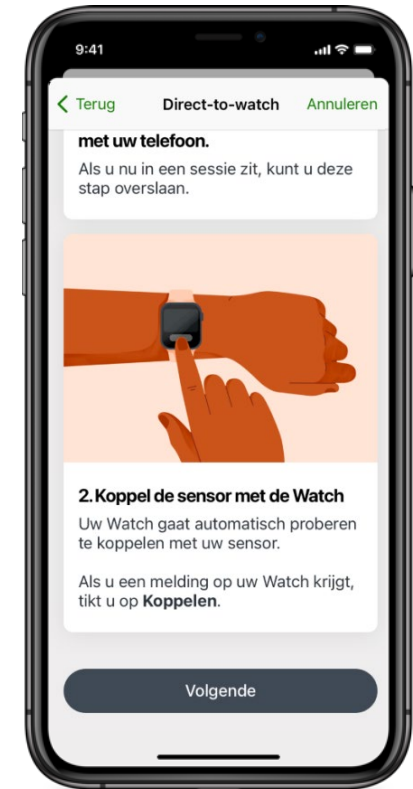 9:41
Terug Direct-to-watch Annuleren
met uw telefoon.
Als u nu in een sessie zit, kunt u deze
stap overslaan.
2. Koppel de sensor met de Watch
Uw Watch gaat automatisch proberen
te koppelen met uw sensor.
Als u een melding op uw Watch krijgt,
tikt u op Koppelen.
Volgende